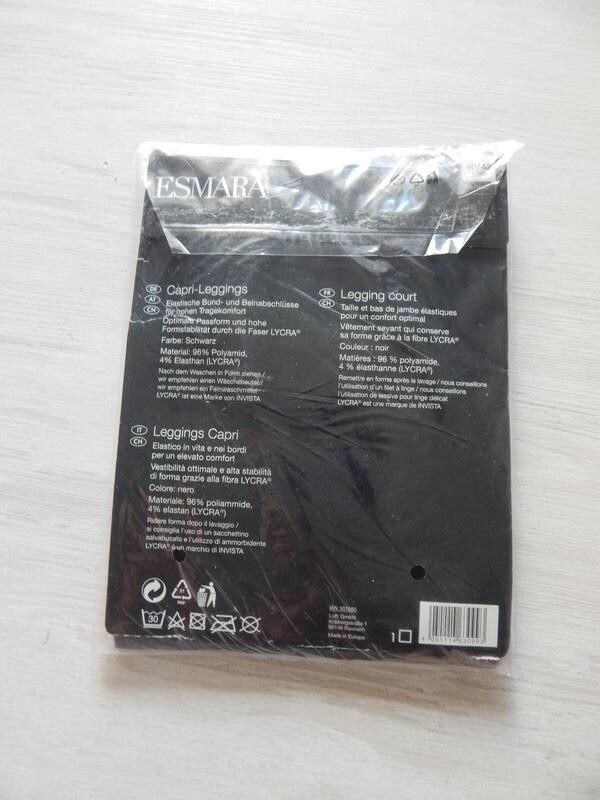 ESMARA
DE
AT
CH
Capri-Leggings
Elastische Bund- und Beinabschlüsse
für hohen Tragekomfort
Optimale Passform und hohe
Formstabilität durch die Faser LYCRA®
Farbe: Schwarz
Material: 96% Polyamid,
4% Elasthan (LYCRA®)
Nach dem Waschen in Form ziehen /
wir empfehlen einen Wäschebeutel /
wir empfehlen ein Feinwaschmittel
LYCRA® ist eine Marke von INVISTA
FR
CH
Legging court
Taille et bas de jambe élastiques
pour un confort optimal
Vêtement seyant qui conserve
sa forme grâce à la fibre LYCRA®
Couleur : noir
Matières : 96 % polyamide,
4 % élasthanne (LYCRA®)
Remettre en forme après le lavage / nous conseillons
l'utilisation d'un filet à linge / nous conseillons
l'utilisation de lessive pour linge délicat
LYCRA® est une marque de INVISTA
IT
CH
Leggings Capri
Elastico in vita e nei bordi
per un elevato comfort
Vestibilità ottimale e alta stabilità
di forma grazie alla fibra LYCRA®
Colore: nero
Materiale: 96% poliammide,
4% elastan (LYCRA®)
Ridare forma dopo il lavaggio /
si consiglia l'uso di un sacchetto
salvabucato e l'utilizzo di ammorbidente
LYCRA® è un marchio di INVISTA
30
PAP
Made in Europe
1